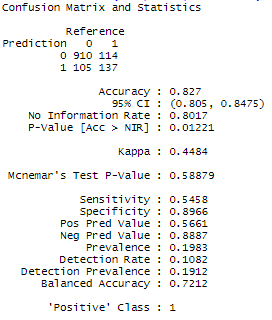 Confusion Matrix and Statistics
Reference
Prediction 0 1
0 910 114
1 105 137
Accuracy : 0.827
95% CI : (0.805, 0.8475)
No Information Rate : 0.8017
P-Value [Acc > NIR] : 0.01221
Kappa : 0.4484
Mcnemar's Test P-Value : 0.58879
Sensitivity : 0.5458
Specificity : 0.8966
Pos Pred Value : 0.5661
Neg Pred Value : 0.8887
Prevalence : 0.1983
Detection Rate : 0.1082
Detection Prevalence : 0.1912
Balanced Accuracy : 0.7212
'Positive' Class : 1